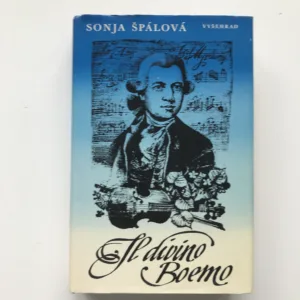 SONJA ŠPÁLOVÁ
VYŠEHRAD
Il divino
Boemo